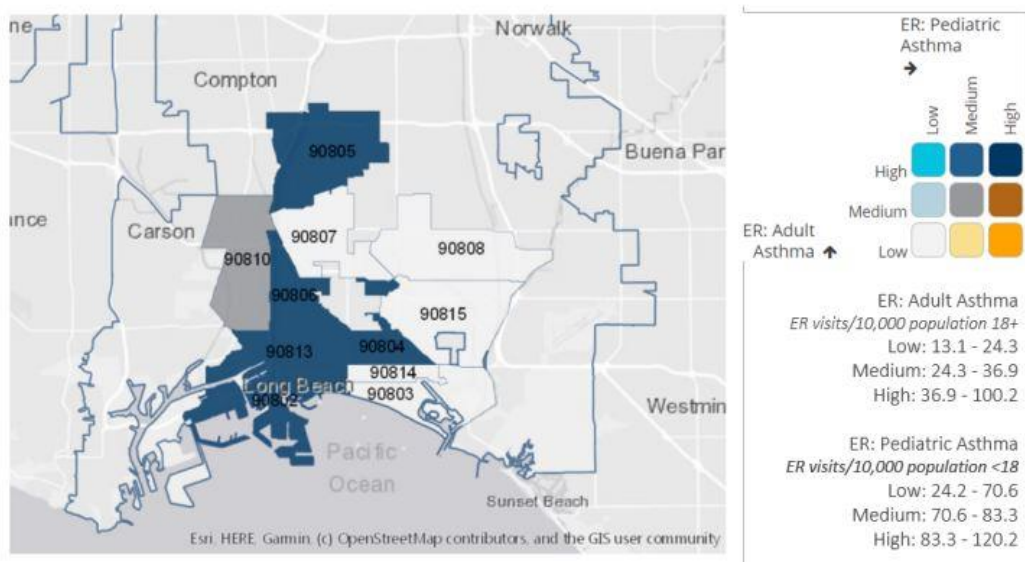 ne
Norwalk
Compton
90805
Buena Par
ance
Carson
90807
90808
90810
90806
90815
90813
90804
90814
Long Beach
90803
90802
Westmin
Pacific
Ocean
Sunset Beach
Esri, HERE, Garmin, (c) OpenStreetMap contributors, and the GIS user community
ER: Pediatric
Asthma
→
Low
Medium
High
High
Medium
Low
ER: Adult
Asthma ↑
ER: Adult Asthma
ER visits/10,000 population 18+
Low: 13.1 - 24.3
Medium: 24.3 - 36.9
High: 36.9 - 100.2
ER: Pediatric Asthma
ER visits/10,000 population <18
Low: 24.2 - 70.6
Medium: 70.6 - 83.3
High: 83.3 - 120.2